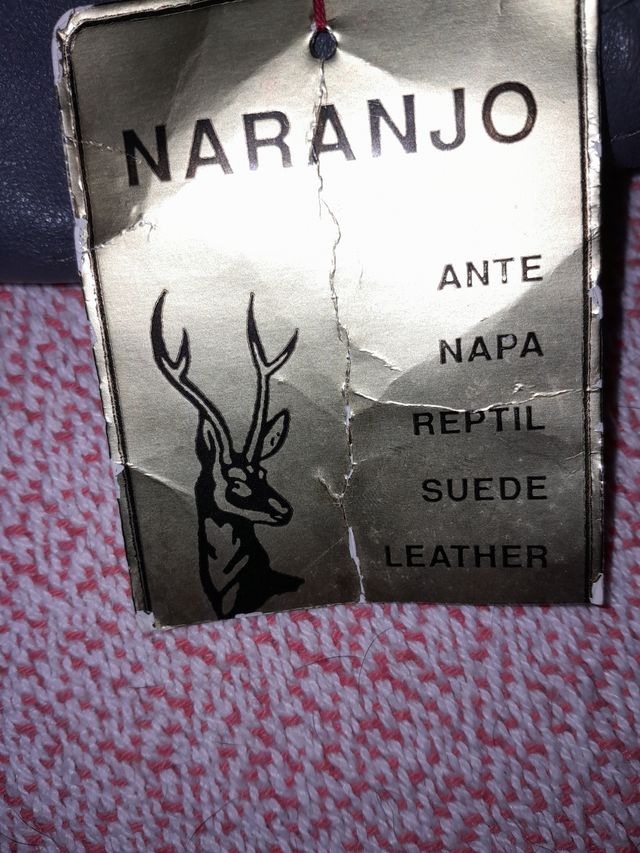 NARANJO
ANTE
NAPA
REPTIL
SUEDE
LEATHER